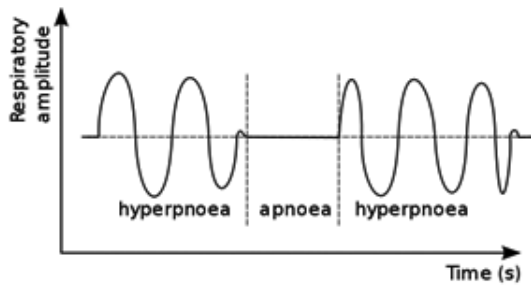 Respiratory
amplitude
hyperpnoea
apnoea
hyperpnoea
Time (s)